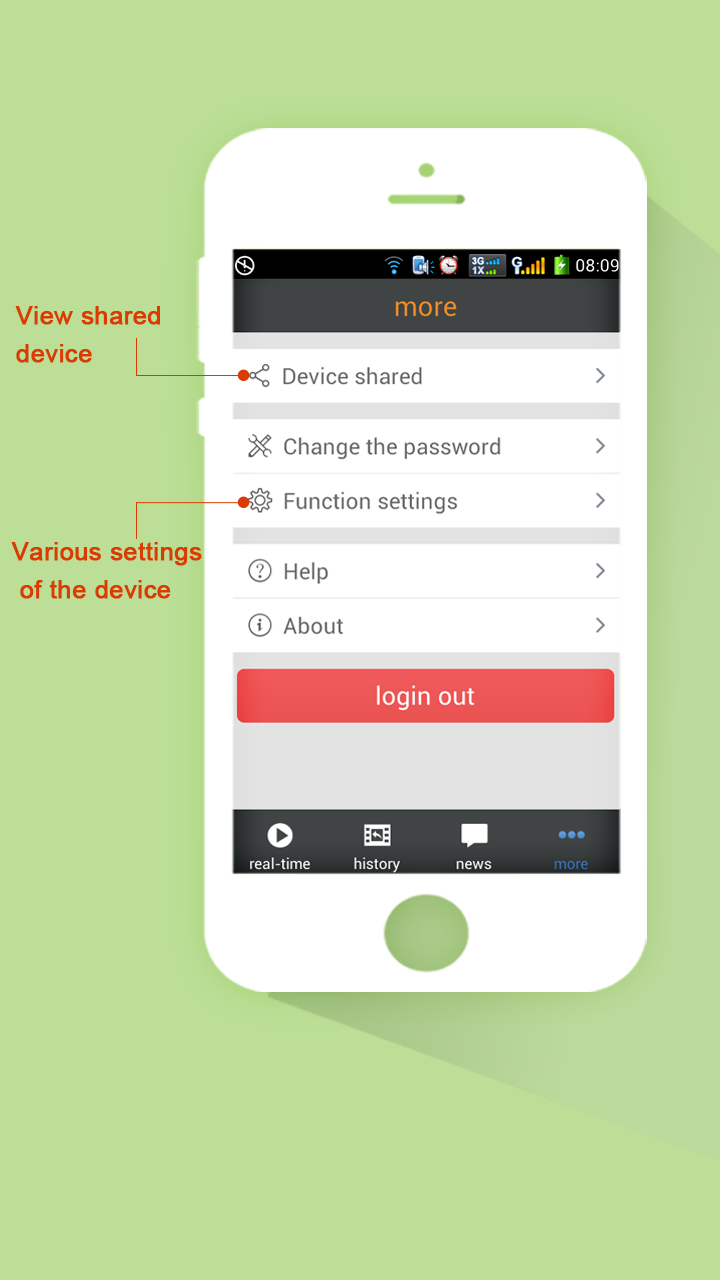 3G
1X
G
08:09
more
View shared
device
Device shared
Change the password
Function settings
Various settings
of the device
Help
About
login out
real-time
history
news
more